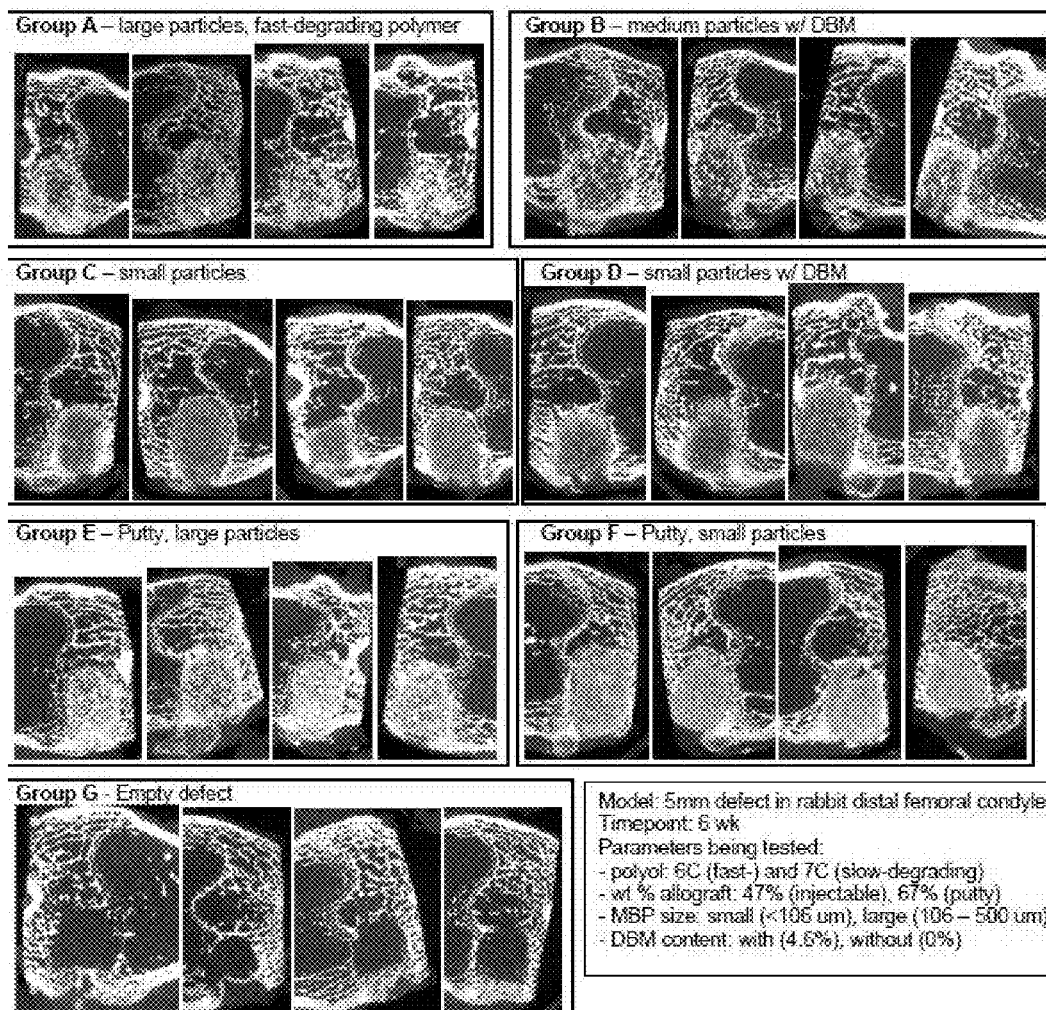 Group A – large particles, fast-degrading polymer
Group B – medium particles w/ DBM
Group C – small particles
Group D – small particles w/ DBM
Group E – Putty, large particles
Group F – Putty, small particles
Group G - Empty defect
Model: 5mm defect in rabbit distal femoral condyle
Timepoint: 6 wk
Parameters being tested:
- polyol: 6C (fast-) and 7C (slow-degrading)
- wt % allograft: 47% (injectable), 67% (putty)
- MBP size: small (<106 um), large (106 – 500 um)
- DBM content: with (4.6%), without (0%)